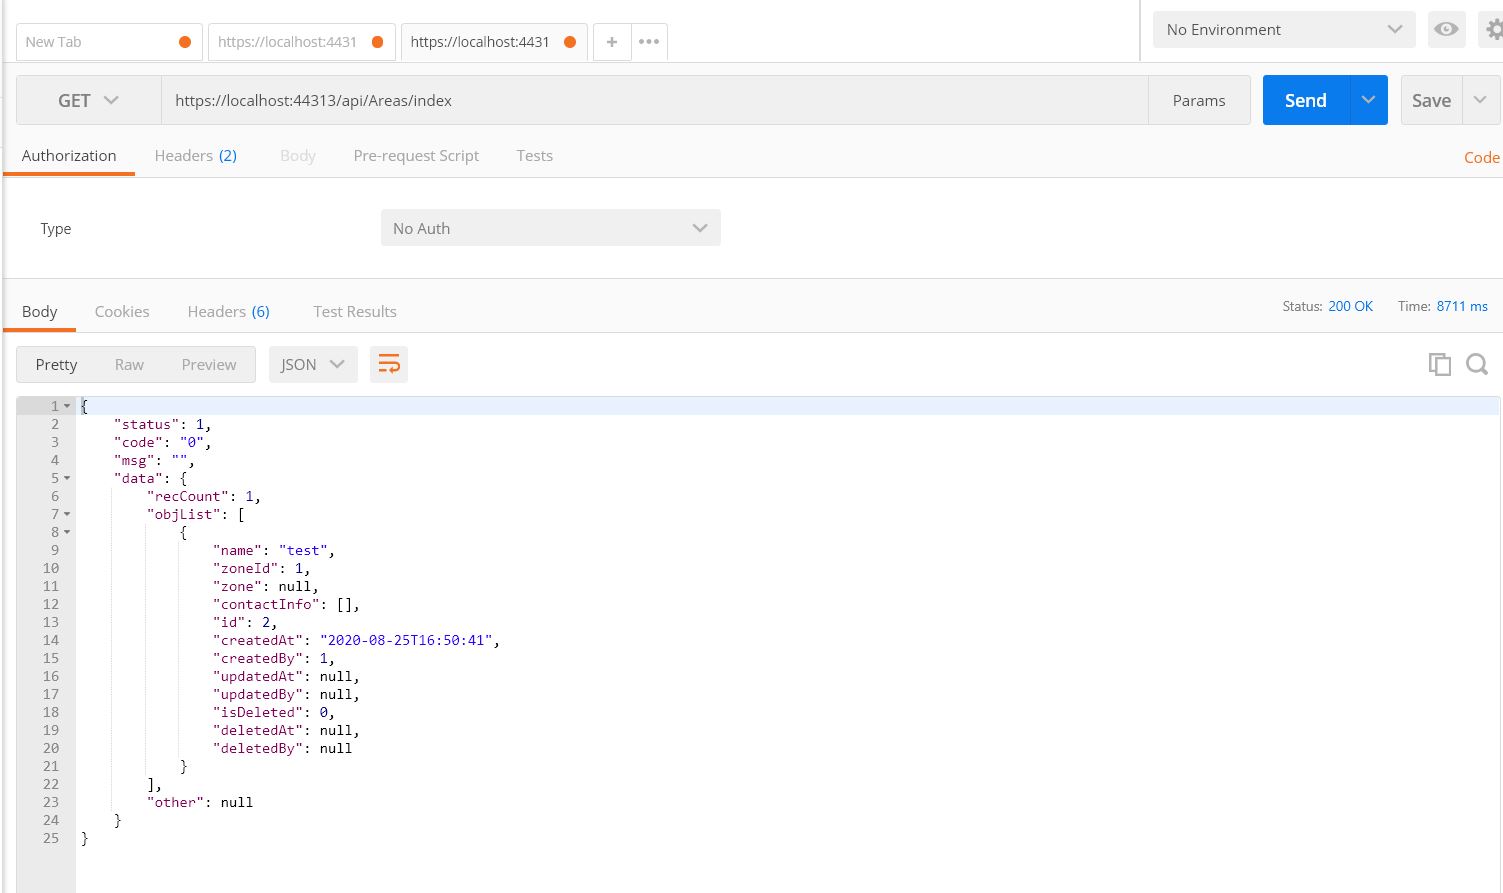 New Tab https://localhost:4431 https://localhost:4431 + ••• No Environment
GET https://localhost:44313/api/Areas/index Params Send Save
Authorization Headers (2) Body Pre-request Script Tests Code
Type No Auth
Body Cookies Headers (6) Test Results Status: 200 OK Time: 8711 ms
Pretty Raw Preview JSON
1 {
2 "status": 1,
3 "code": "0",
4 "msg": "",
5 "data": {
6 "recCount": 1,
7 "objList": [
8 {
9 "name": "test",
10 "zoneId": 1,
11 "zone": null,
12 "contactInfo": [],
13 "id": 2,
14 "createdAt": "2020-08-25T16:50:41",
15 "createdBy": 1,
16 "updatedAt": null,
17 "updatedBy": null,
18 "isDeleted": 0,
19 "deletedAt": null,
20 "deletedBy": null
21 }
22 ],
23 "other": null
24 }
25 }